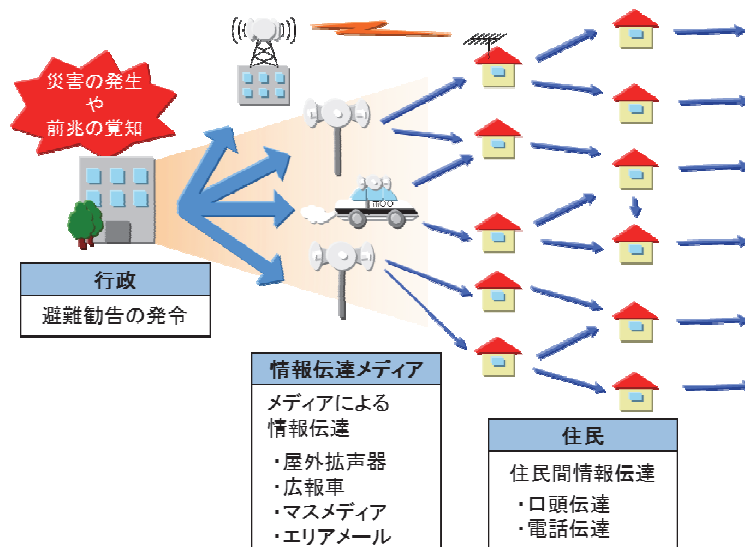 災害の発生
や
前兆の覚知
行政
避難勧告の発令
情報伝達メディア
メディアによる
情報伝達
・屋外拡声器
・広報車
・マスメディア
・エリアメール
住民
住民間情報伝達
・口頭伝達
・電話伝達